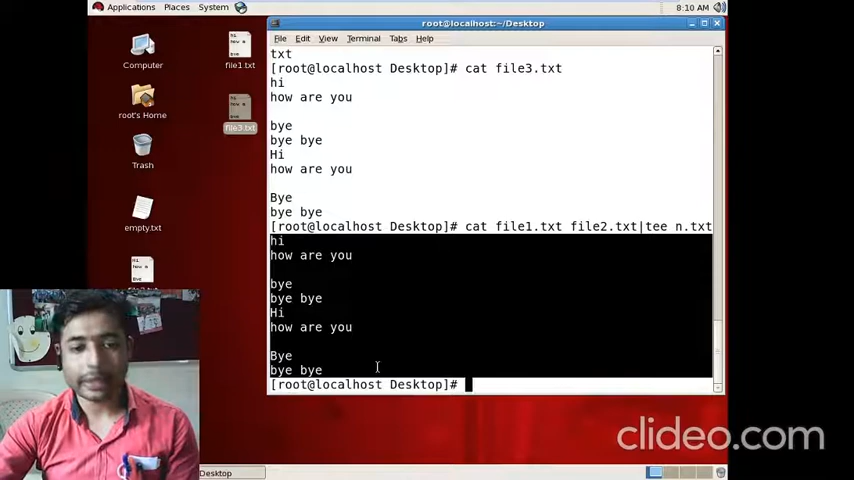 Applications Places System
8:10 AM
root@localhost:~/Desktop
File Edit View Terminal Tabs Help
Computer
root's Home
Trash
empty.txt
file1.txt
file3.txt
txt
[root@localhost Desktop]# cat file3.txt
hi
how are you
bye
bye bye
Hi
how are you
Bye
bye bye
[root@localhost Desktop]# cat file1.txt file2.txt|tee n.txt
hi
how are you
bye
bye bye
Hi
how are you
Bye
bye bye
[root@localhost Desktop]#
Desktop
clideo.com